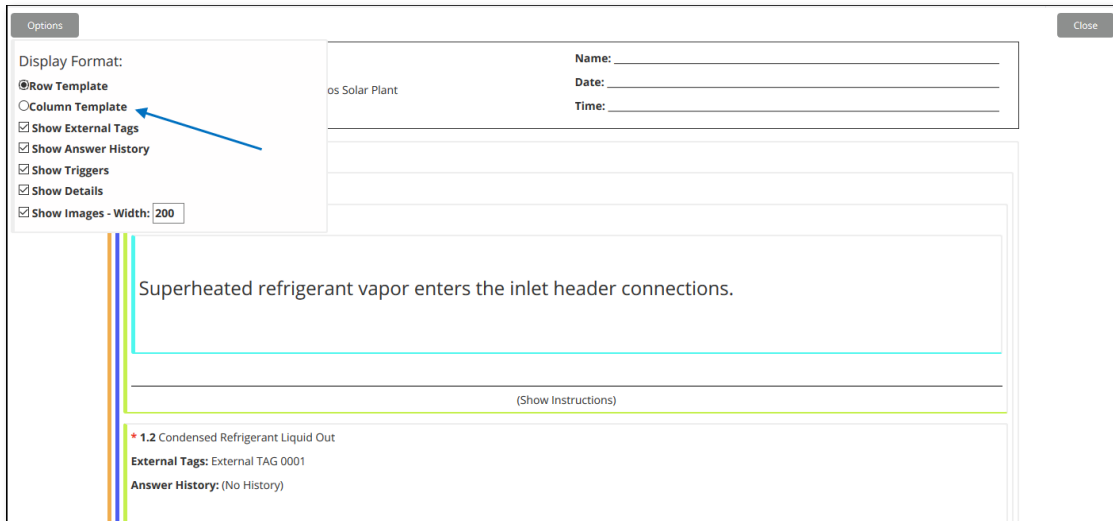 Options
Close
Display Format:
Row Template
Column Template
Show External Tags
Show Answer History
Show Triggers
Show Details
Show Images - Width: 200
os Solar Plant
Name:
Date:
Time:
Superheated refrigerant vapor enters the inlet header connections.
(Show Instructions)
* 1.2 Condensed Refrigerant Liquid Out
External Tags: External TAG 0001
Answer History: (No History)